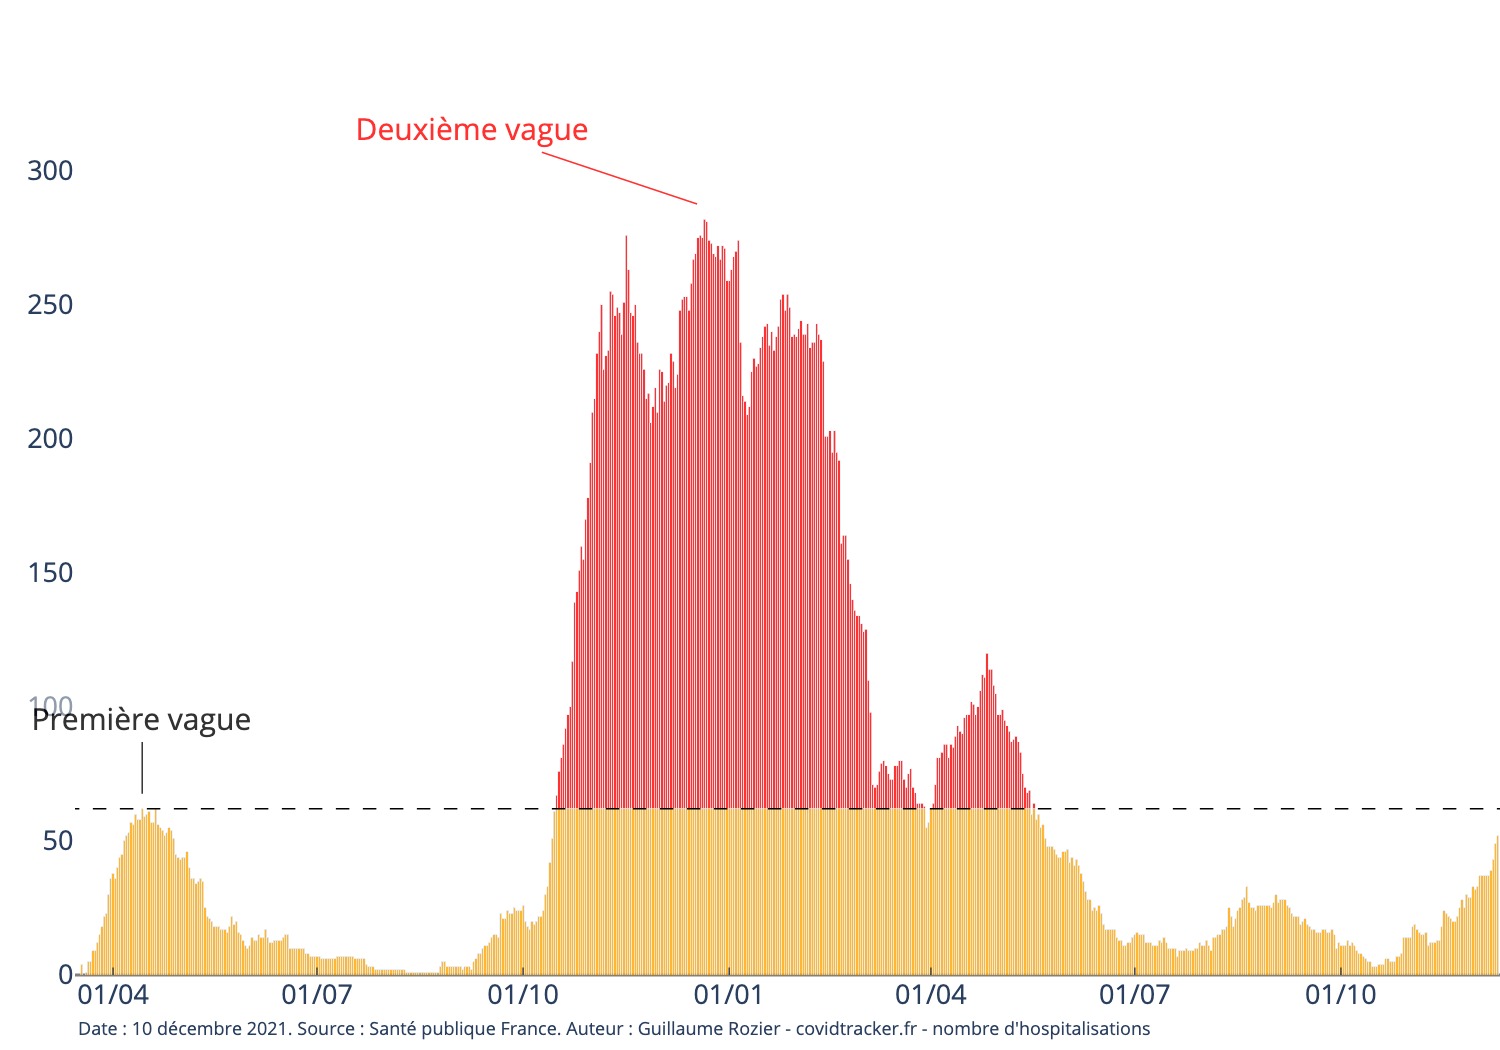 Deuxième vague
300
250
200
150
100
Première vague
50
0
01/04 01/07 01/10 01/01 01/04 01/07 01/10
Date : 10 décembre 2021. Source : Santé publique France. Auteur : Guillaume Rozier - covidtracker.fr - nombre d'hospitalisations